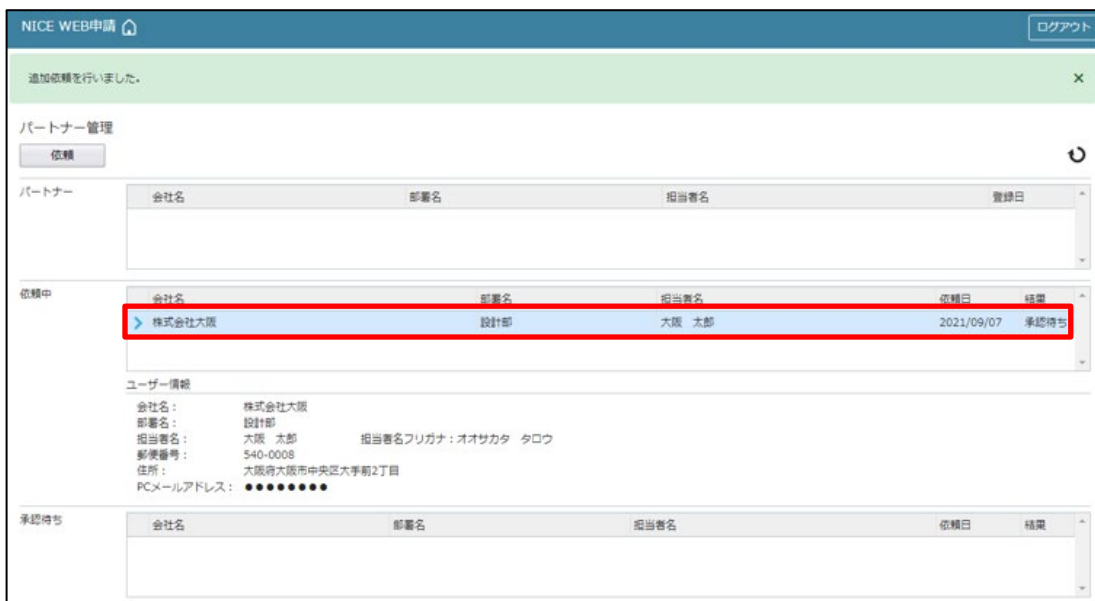 NICE WEB申請 ログアウト
追加依頼を行いました。 ×
パートナー管理
依頼
パートナー
会社名 部署名 担当者名 登録日
依頼中
会社名 部署名 担当者名 依頼日 結果
株式会社大阪 設計部 大阪 太郎 2021/09/07 承認待ち
ユーザー情報
会社名: 株式会社大阪
部署名: 設計部
担当者名: 大阪 太郎 担当者名フリガナ:オオサカタ タロウ
郵便番号: 540-0008
住所: 大阪府大阪市中央区大手前2丁目
PCメールアドレス: ●●●●●●●●
承認待ち
会社名 部署名 担当者名 依頼日 結果